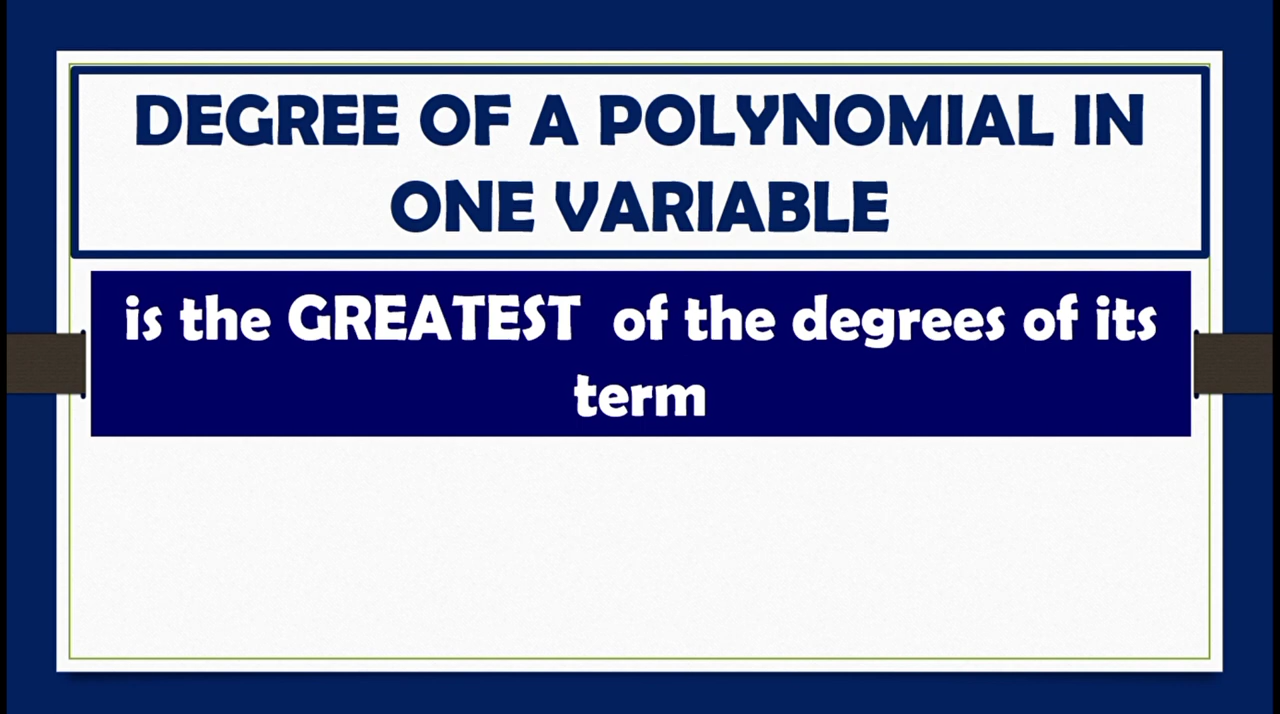 DEGREE OF A POLYNOMIAL IN
ONE VARIABLE
is the GREATEST of the degrees of its
term